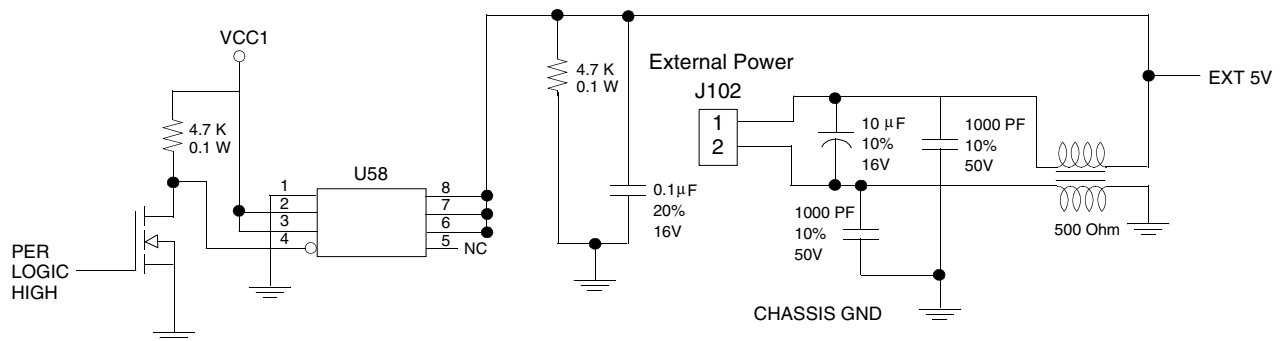 VCC1
4.7 K
0.1 W
PER
LOGIC
HIGH
U58
1
2
3
4
8
7
6
5
NC
4.7 K
0.1 W
0.1µF
20%
16V
External Power
J102
1
2
10 µF
10%
16V
1000 PF
10%
50V
1000 PF
10%
50V
500 Ohm
EXT 5V
CHASSIS GND